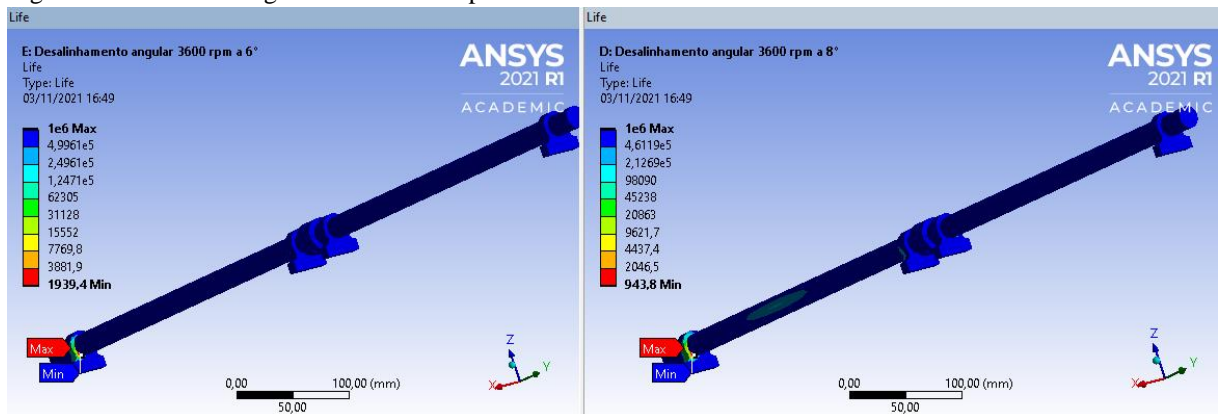 Life
E: Desalinhamento angular 3600 rpm a 6°
Life
Type: Life
03/11/2021 16:49
ANSYS
2021 R1
ACADEMIC
1e6 Max
4,9961e5
2,4961e5
1,2471e5
62305
31128
15552
7769,8
3881,9
1939,4 Min
Max
Min
0,00
100,00 (mm)
50,00
Z
Y
X
Life
D: Desalinhamento angular 3600 rpm a 8°
Life
Type: Life
03/11/2021 16:49
ANSYS
2021 R1
ACADEMIC
1e6 Max
4,6119e5
2,1269e5
98090
45238
20863
9621,7
4437,4
2046,5
943,8 Min
Max
Min
0,00
100,00 (mm)
50,00
Z
Y
X